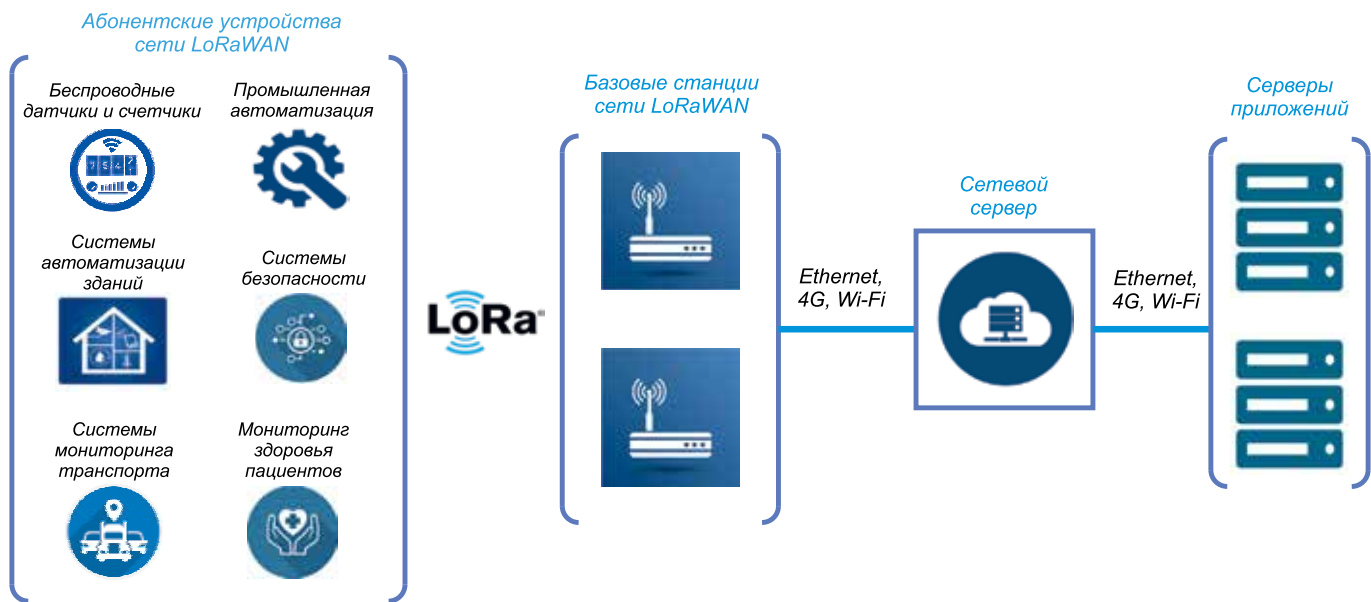 Абонентские устройства
сети LoRaWAN
Беспроводные
датчики и счетчики
Промышленная
автоматизация
Системы
автоматизации
зданий
Системы
безопасности
Системы
мониторинга
транспорта
Мониторинг
здоровья
пациентов
LoRa®
Базовые станции
сети LoRaWAN
Ethernet,
4G, Wi-Fi
Сетевой
сервер
Ethernet,
4G, Wi-Fi
Серверы
приложений